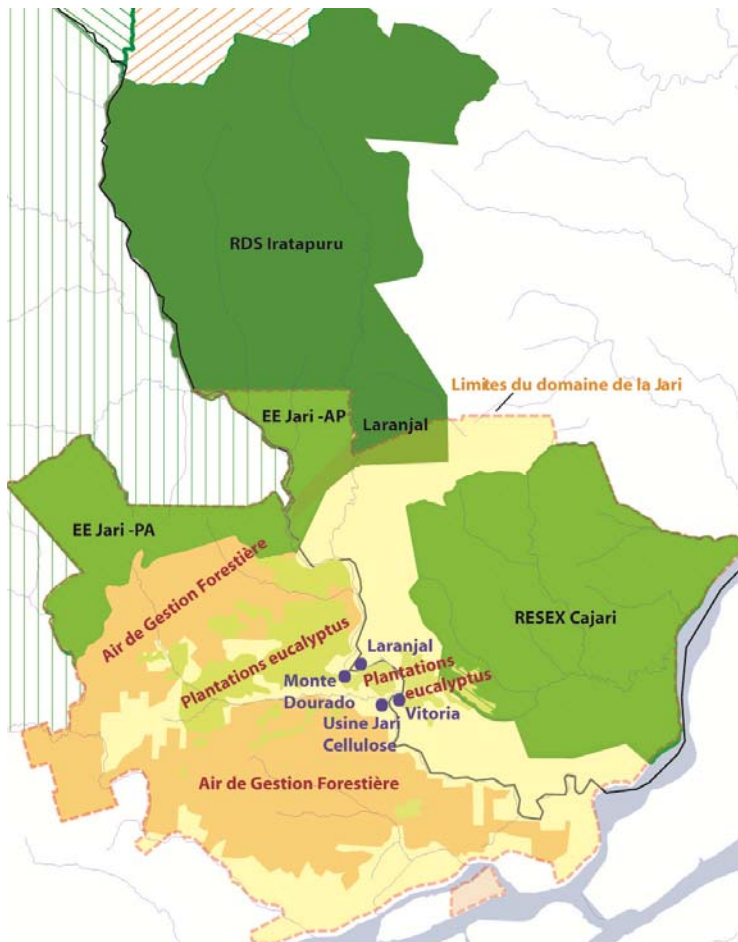 RDS Iratapuru
Limites du domaine de la Jari
EE Jari -AP
Laranjal
EE Jari -PA
Air de Gestion Forestière
RESEX Cajari
Plantations eucalyptus
Laranjal
Monte
Dourado
Plantations
eucalyptus
Vitoria
Usine Jari
Cellulose
Air de Gestion Forestière